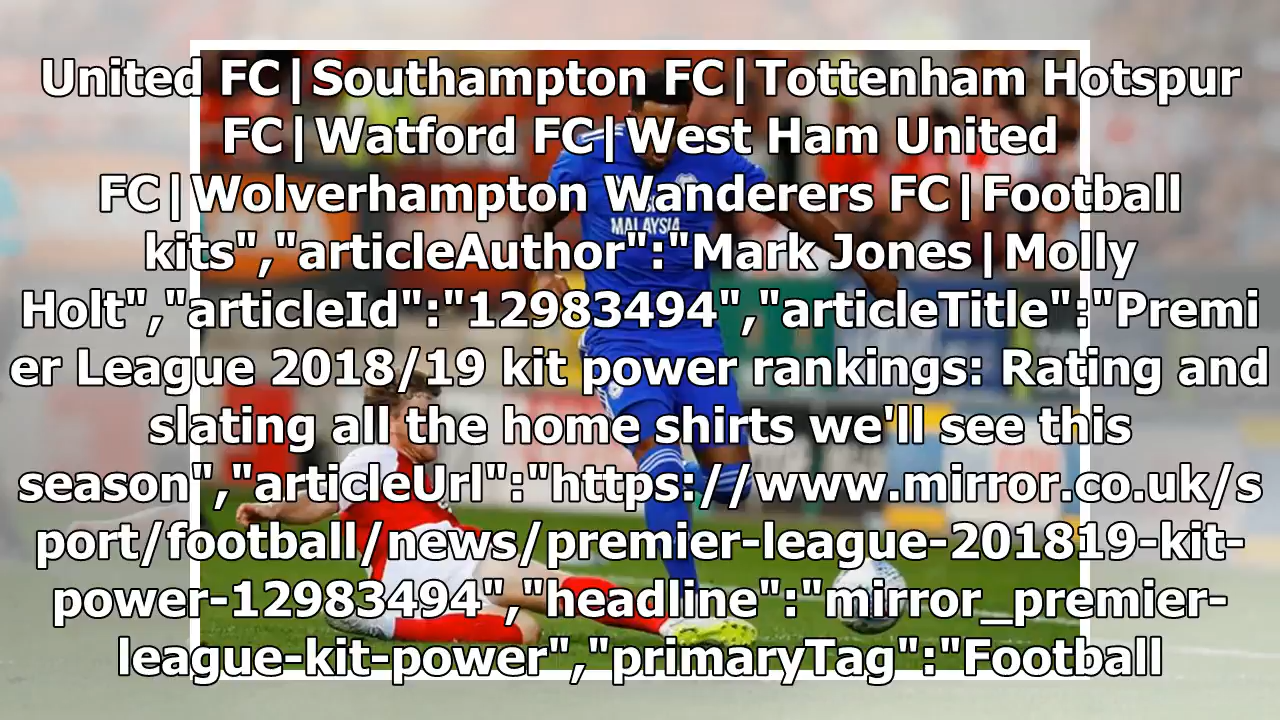 United FC|Southampton FC|Tottenham Hotspur
FC|Watford FC|West Ham United
FC|Wolverhampton Wanderers FC|Football
kits","articleAuthor":"Mark Jones|Molly
Holt","articleId":"12983494","articleTitle":"Premi
er League 2018/19 kit power rankings: Rating and
slating all the home shirts we'll see this
season","articleUrl":"https://www.mirror.co.uk/s
port/football/news/premier-league-201819-kit-
power-12983494","headline":"mirror_premier-
league-kit-power","primaryTag":"Football
MALAYSIA